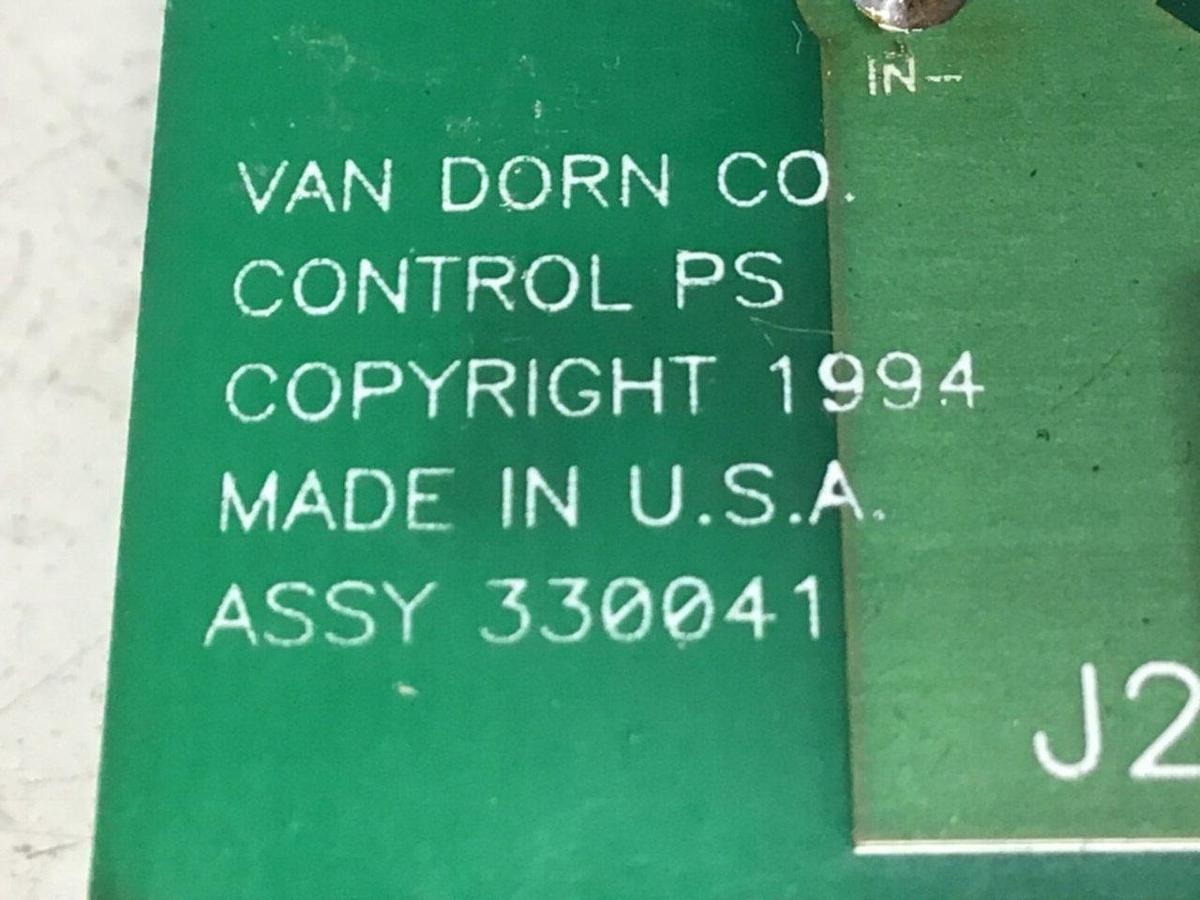 IN-
VAN DORN CO.
CONTROL PS
COPYRIGHT 1994
MADE IN U.S.A.
ASSY 330041
J2